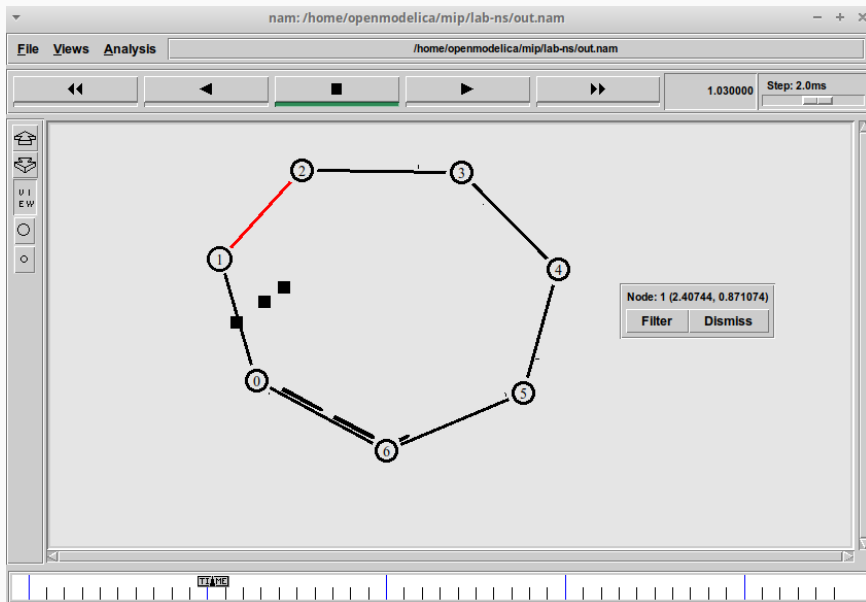 nam: /home/openmodelica/mip/lab-ns/out.nam
File Views Analysis /home/openmodelica/mip/lab-ns/out.nam
1.030000 Step: 2.0ms
V I
E W
2
3
1
4
Node: 1 (2.40744, 0.871074)
Filter Dismiss
0
5
6
TIME